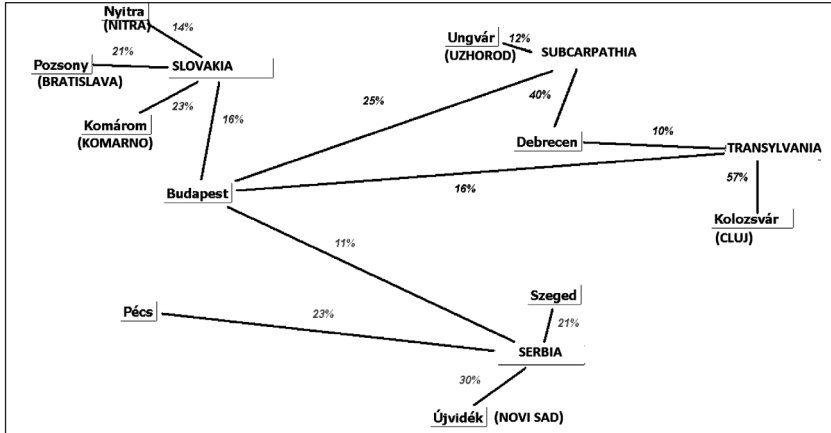 Nyitra
(NITRA)
14%
Pozsony
(BRATISLAVA)
21%
SLOVAKIA
Komárom
(KOMARNO)
23%
16%
Ungvár
(UZHOROD)
12%
SUBCARPATHIA
25%
40%
Debrecen
10%
TRANSYLVANIA
Budapest
16%
57%
Kolozsvár
(CLUJ)
11%
Pécs
23%
Szeged
21%
SERBIA
30%
Újvidék (NOVI SAD)